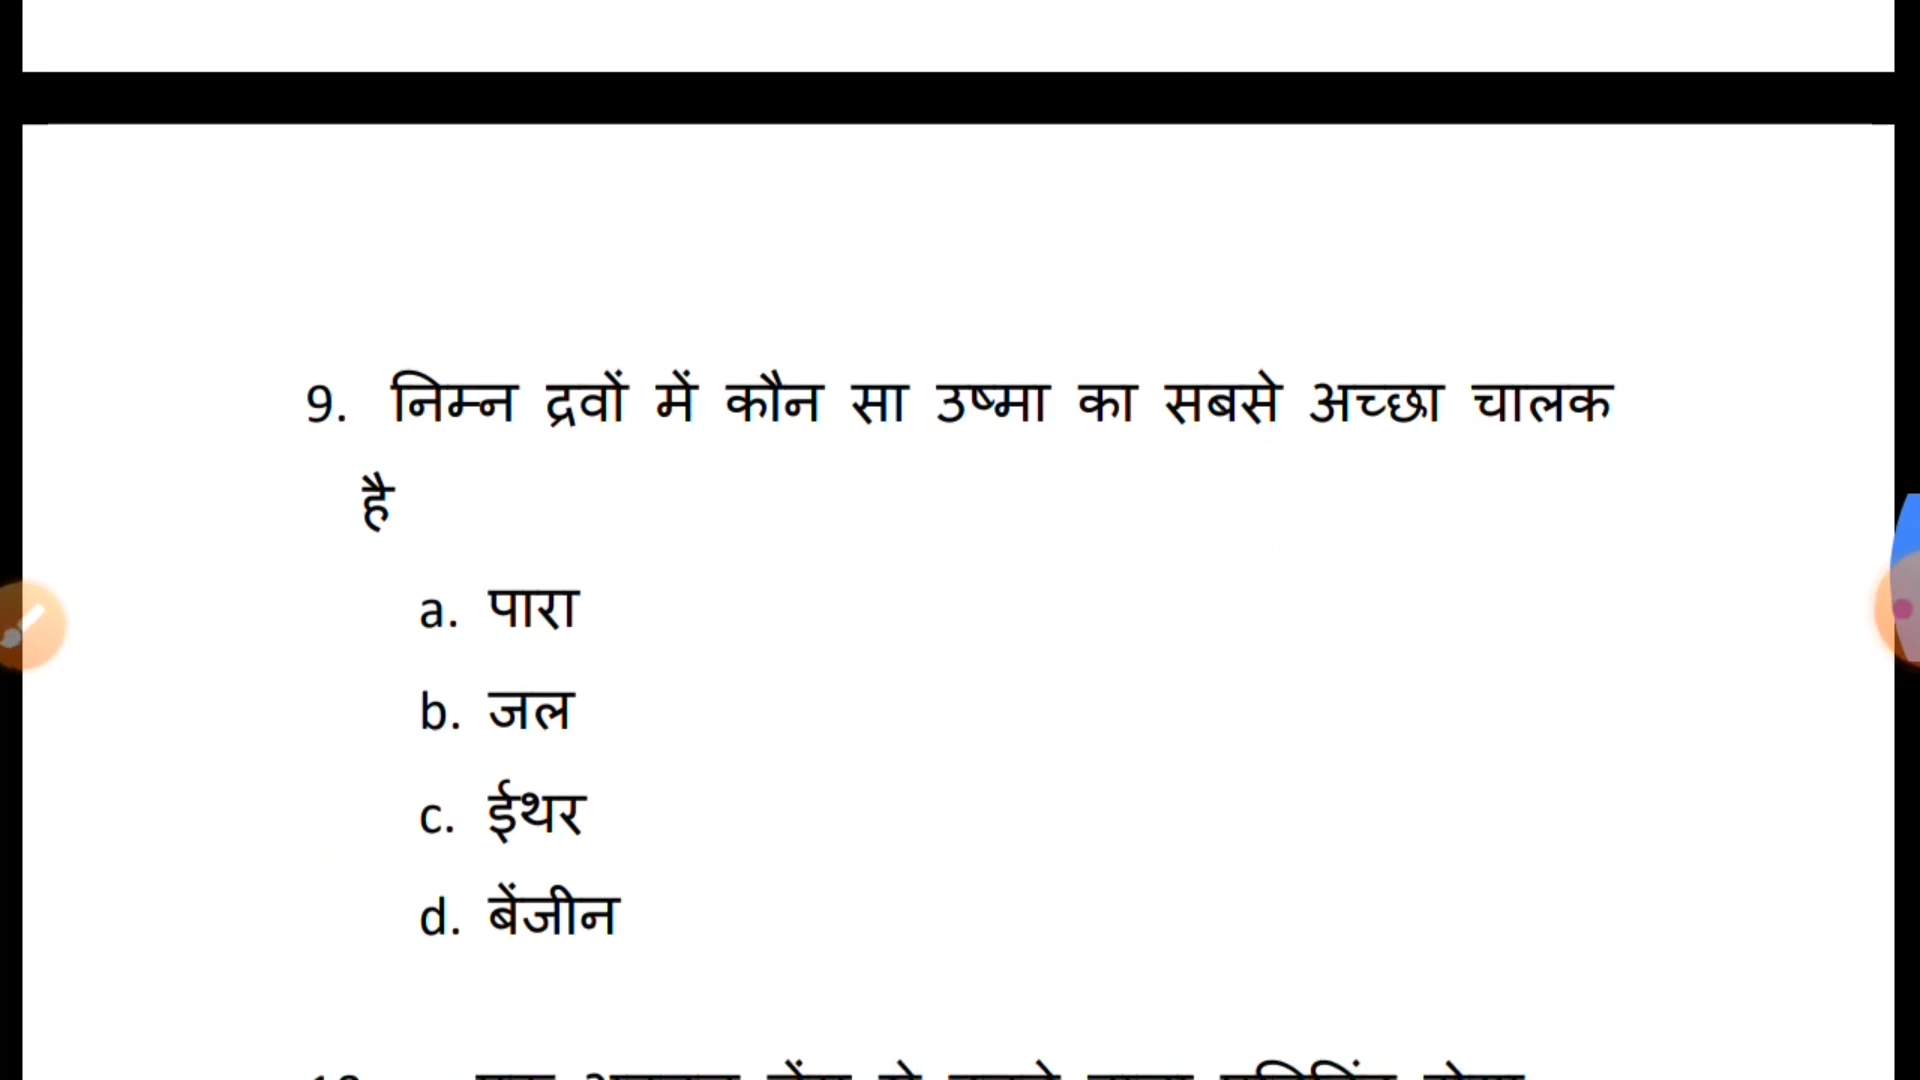 9. निम्न द्रवों में कौन सा उष्मा का सबसे अच्छा चालक
है
a. पारा
b. जल
c. ईथर
d. बेंजीन